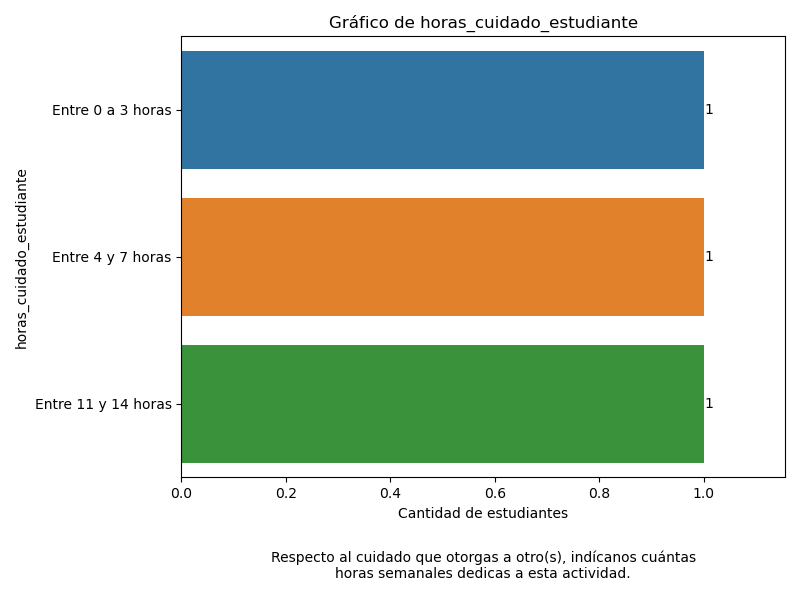 Gráfico de horas_cuidado_estudiante
horas_cuidado_estudiante
Entre 0 a 3 horas
1
Entre 4 y 7 horas
1
Entre 11 y 14 horas
1
0.0 0.2 0.4 0.6 0.8 1.0
Cantidad de estudiantes
Respecto al cuidado que otorgas a otro(s), indícanos cuántas
horas semanales dedicas a esta actividad.